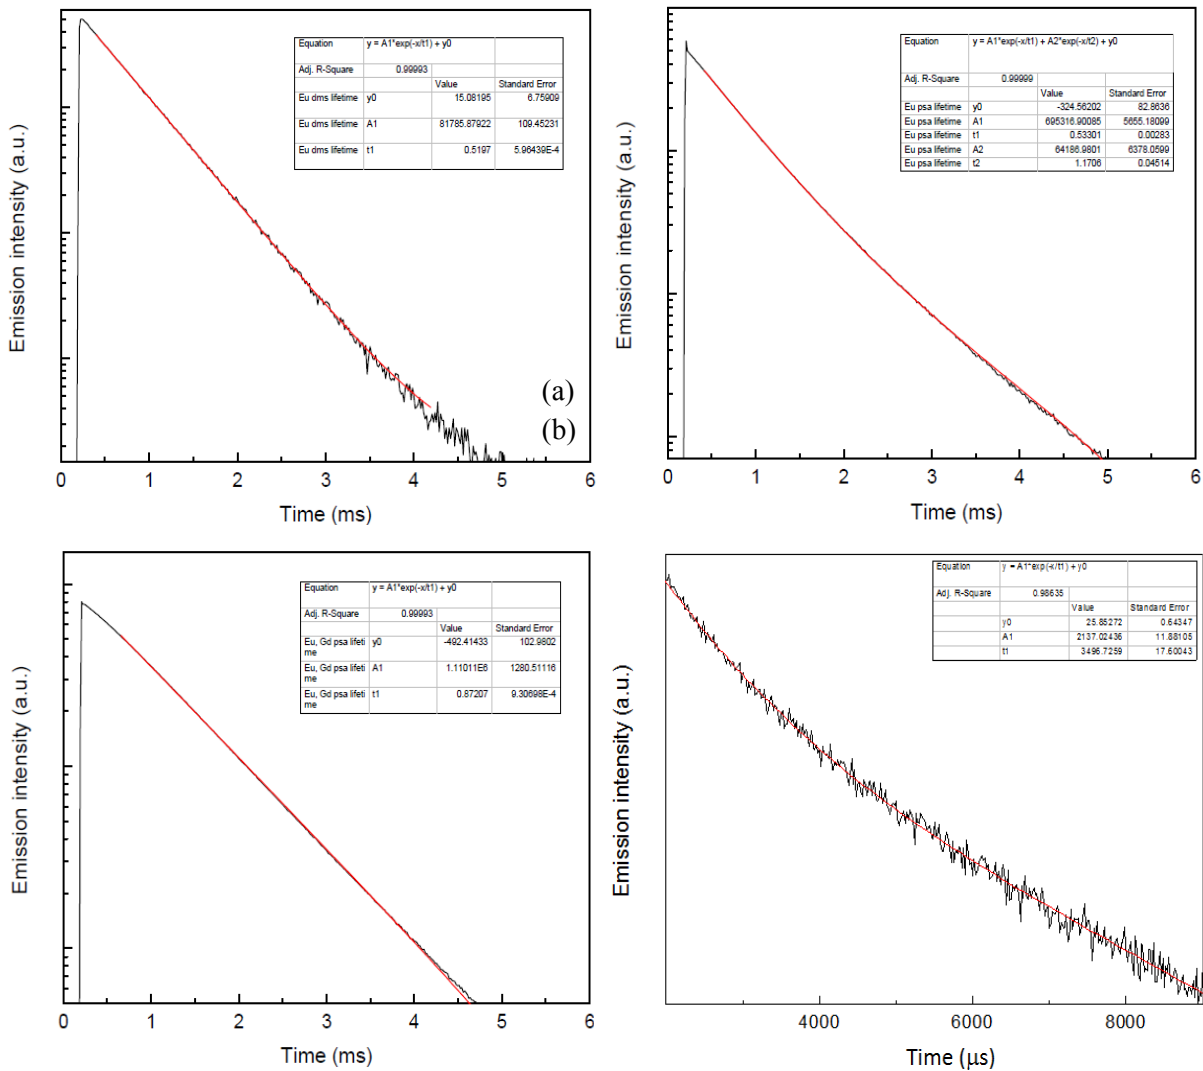 Equation y = A1*exp(-x/t1) + y0
Adj. R-Square 0.99993
Value Standard Error
Eu dms lifetime y0 15.08195 6.75909
Eu dms lifetime A1 81785.87922 109.45231
Eu dms lifetime t1 0.5197 5.96439E-4
Emission intensity (a.u.)
(a)
(b)
0 1 2 3 4 5 6
Time (ms)
Equation y = A1*exp(-x/t1) + A2*exp(-x/t2) + y0
Adj. R-Square 0.99999
Value Standard Error
Eu psa lifetime y0 -324.56202 82.8636
Eu psa lifetime A1 695316.90085 5655.18099
Eu psa lifetime t1 0.53301 0.00283
Eu psa lifetime A2 64186.9801 6378.0599
Eu psa lifetime t2 1.1706 0.04514
Emission intensity (a.u.)
0 1 2 3 4 5 6
Time (ms)
Equation y = A1*exp(-x/t1) + y0
Adj. R-Square 0.99993
Value Standard Error
Eu, Gd psa lifeti me y0 -492.41433 102.9802
Eu, Gd psa lifeti me A1 1.11011E6 1280.51116
Eu, Gd psa lifeti me t1 0.87207 9.30698E-4
Emission intensity (a.u.)
0 1 2 3 4 5 6
Time (ms)
Equation y = A1*exp(-x/t1) + y0
Adj. R-Square 0.98635
Value Standard Error
y0 25.85272 0.64347
A1 2137.02436 11.88105
t1 3496.7259 17.60043
Emission intensity (a.u.)
4000 6000 8000
Time (μs)